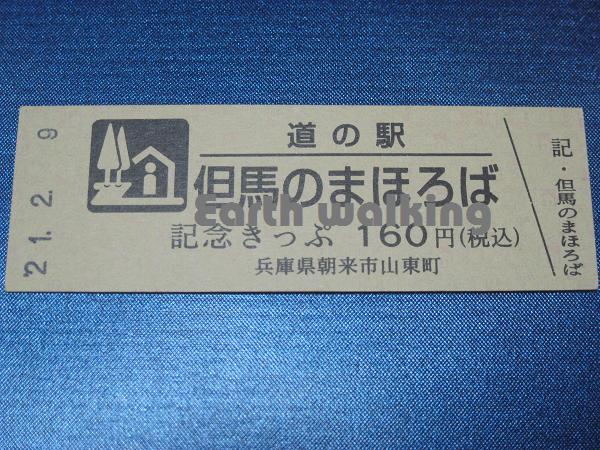 道の駅
但馬のまほろば
Earth walking
記念きっぷ 160円(税込)
兵庫県朝来市山東町
21. 2. 9
記・但馬のまほろば